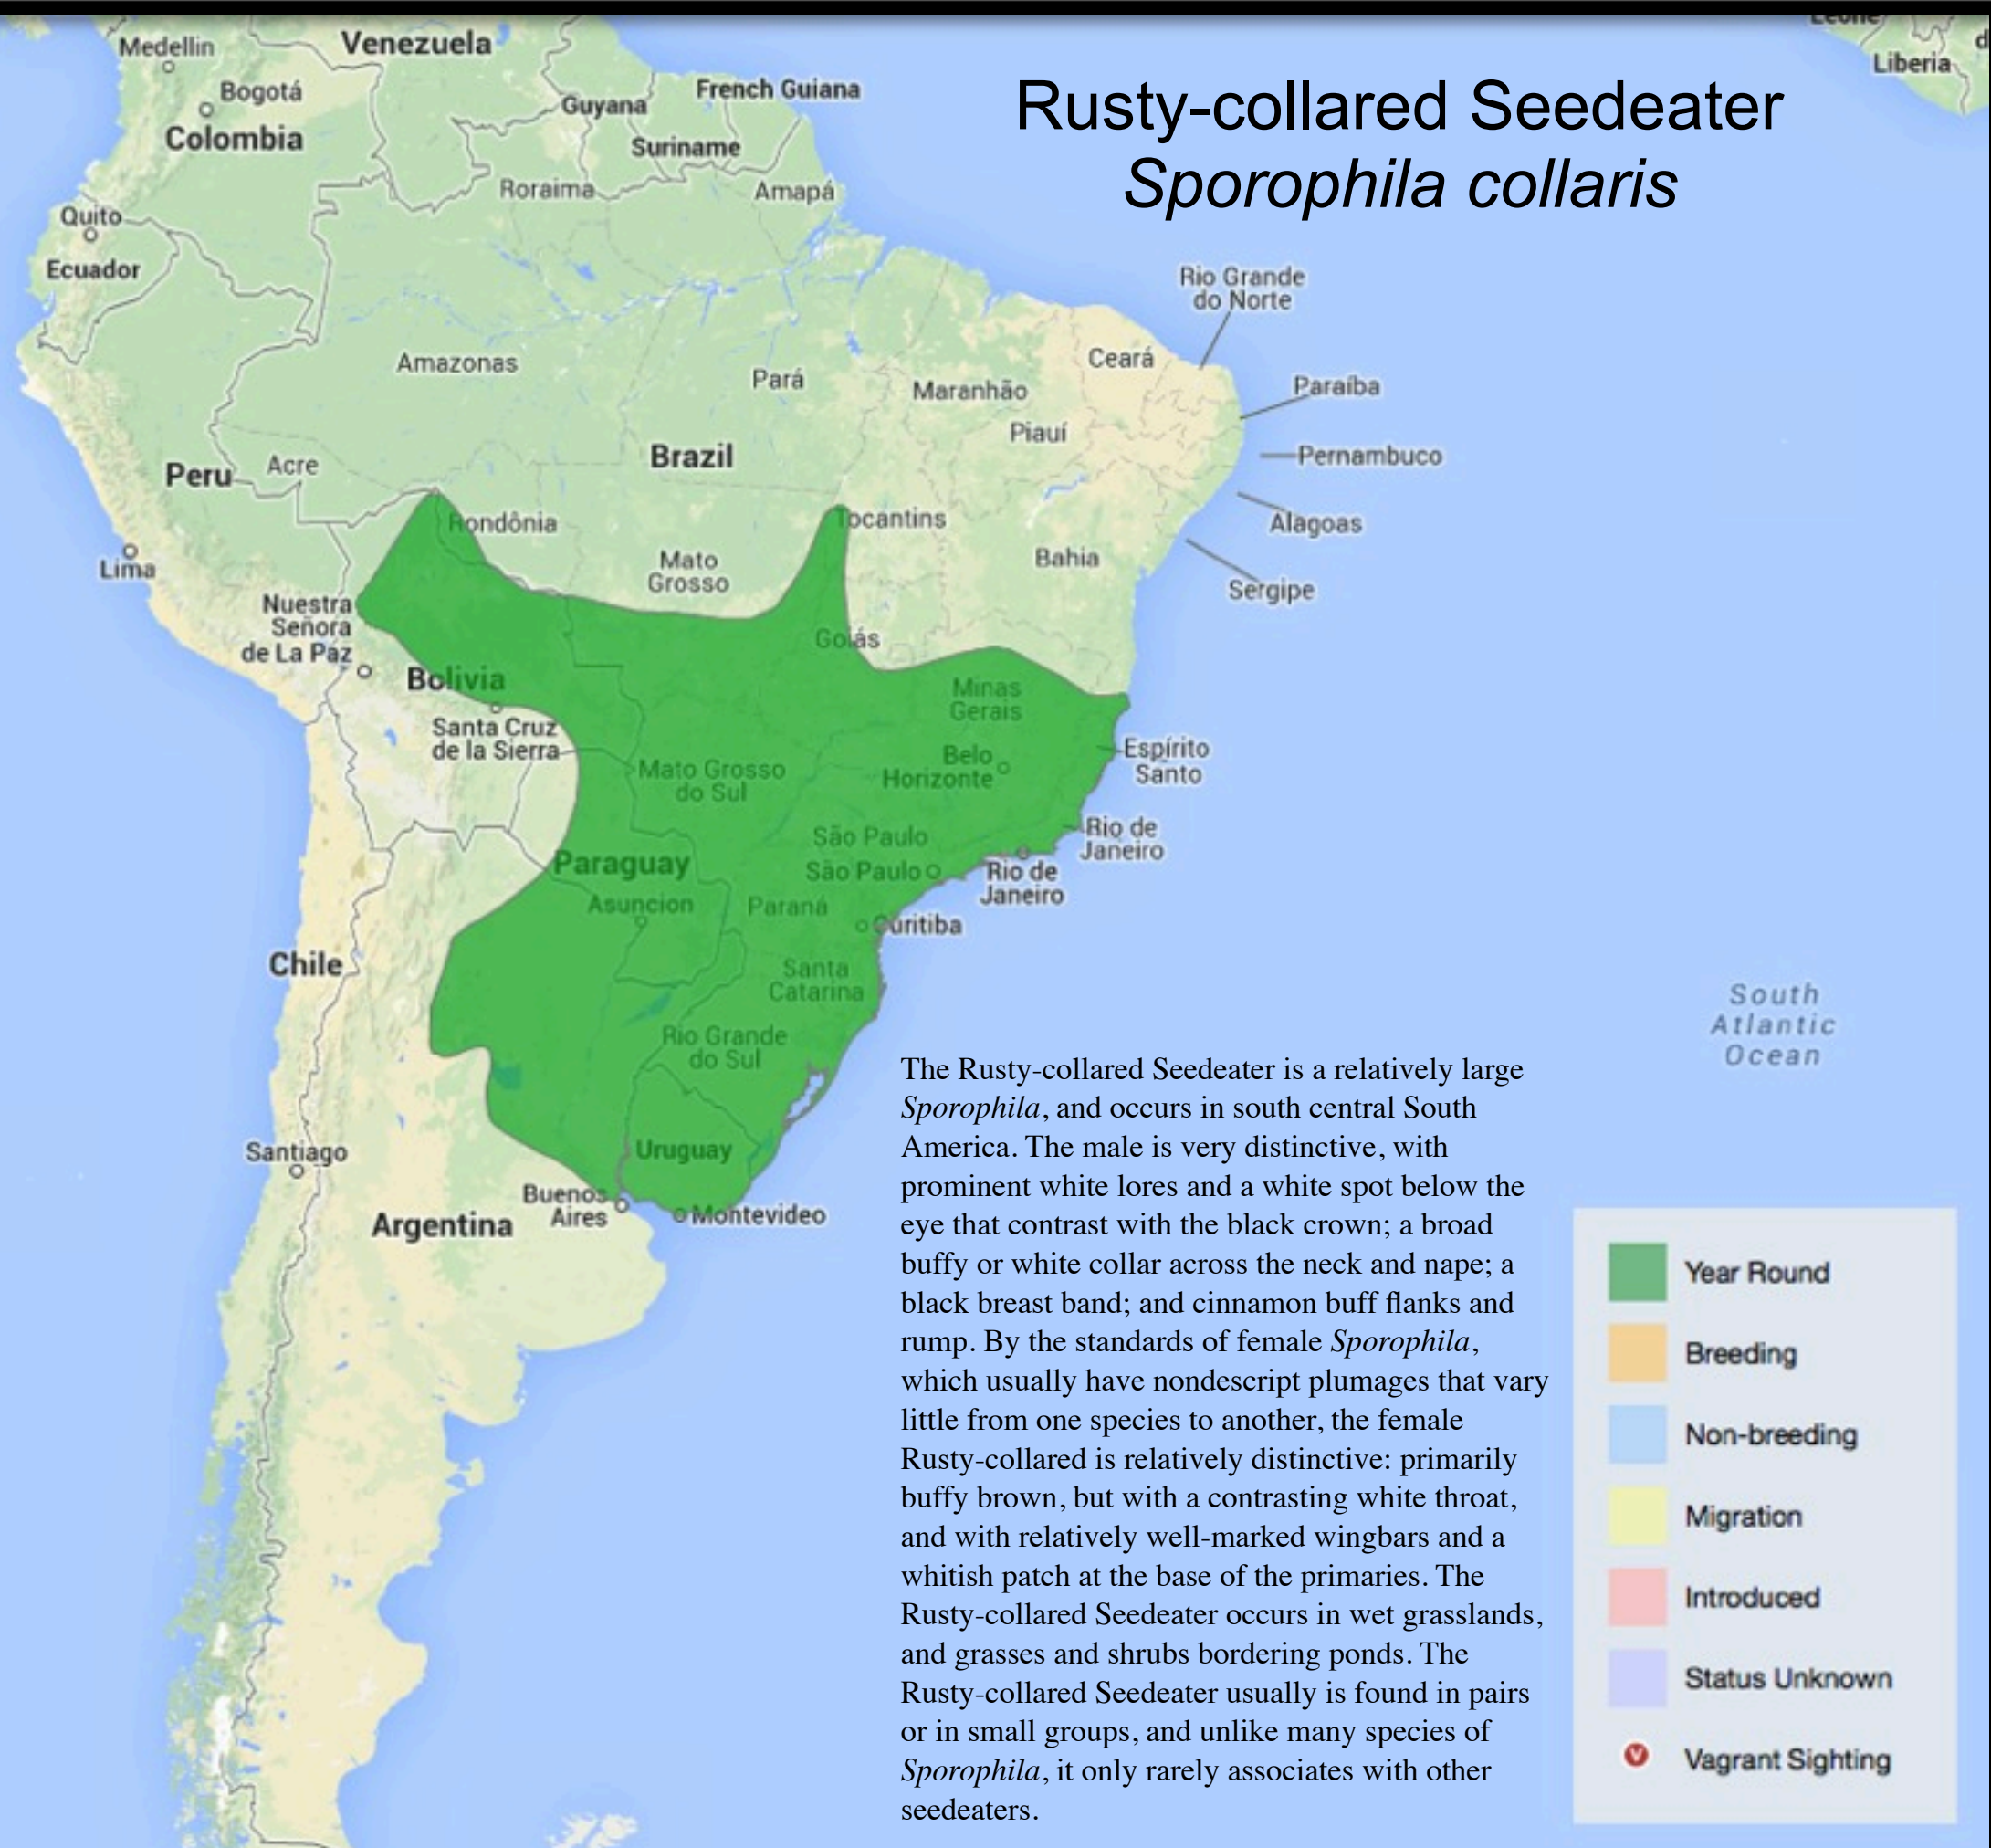 Rusty-collared Seedeater
Sporophila collaris
Medellin
Venezuela
Bogotá
Colombia
Guyana
French Guiana
Suriname
Roraima
Amapá
Liberia
Quito
Ecuador
Rio Grande
do Norte
Amazonas
Pará
Maranhão
Ceará
Paraíba
Piauí
Peru
Acre
Brazil
Pernambuco
Rondônia
Tocantins
Alagoas
Lima
Mato
Grosso
Bahia
Sergipe
Nuestra
Señora
de La Paz
Goiás
Bolivia
Minas
Gerais
Santa Cruz
de la Sierra
Mato Grosso
do Sul
Belo
Horizonte
Espírito
Santo
São Paulo
Rio de
Janeiro
Paraguay
São Paulo
Rio de
Janeiro
Asuncion
Paraná
Curitiba
Chile
Santa
Catarina
South
Atlantic
Ocean
Rio Grande
do Sul
Santiago
Uruguay
Buenos
Aires
Montevideo
Argentina
The Rusty-collared Seedeater is a relatively large
Sporophila, and occurs in south central South
America. The male is very distinctive, with
prominent white lores and a white spot below the
eye that contrast with the black crown; a broad
buffy or white collar across the neck and nape; a
black breast band; and cinnamon buff flanks and
rump. By the standards of female Sporophila,
which usually have nondescript plumages that vary
little from one species to another, the female
Rusty-collared is relatively distinctive: primarily
buffy brown, but with a contrasting white throat,
and with relatively well-marked wingbars and a
whitish patch at the base of the primaries. The
Rusty-collared Seedeater occurs in wet grasslands,
and grasses and shrubs bordering ponds. The
Rusty-collared Seedeater usually is found in pairs
or in small groups, and unlike many species of
Sporophila, it only rarely associates with other
seedeaters.
Year Round
Breeding
Non-breeding
Migration
Introduced
Status Unknown
V Vagrant Sighting